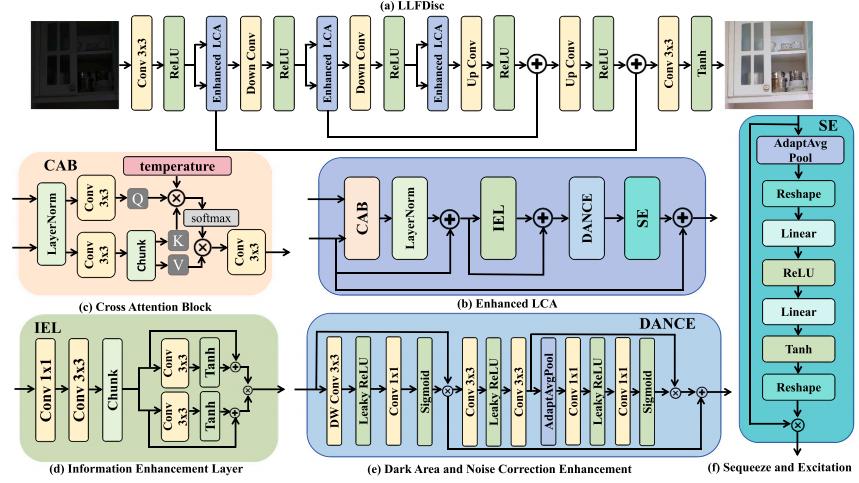 (a) LLFDisc
Conv 3x3
ReLU
Enhanced LCA
Down Conv
ReLU
Enhanced LCA
Down Conv
ReLU
Enhanced LCA
Up Conv
ReLU
Up Conv
ReLU
Conv 3x3
Tanh
CAB
temperature
LayerNorm
Conv
3x3
Q
softmax
Conv
3x3
Chunk
K
V
Conv
3x3
(c) Cross Attention Block
CAB
LayerNorm
IEL
DANCE
SE
(b) Enhanced LCA
SE
AdaptAvg
Pool
Reshape
Linear
ReLU
Linear
Tanh
Reshape
(f) Sequeeze and Excitation
IEL
Conv 1x1
Conv 3x3
Chunk
Conv
3x3
Tanh
Conv
3x3
Tanh
(d) Information Enhancement Layer
DANCE
DW Conv 3x3
Leaky ReLU
Conv 1x1
Sigmoid
Conv 3x3
Leaky ReLU
Conv 3x3
AdaptAvgPool
Conv 1x1
Leaky ReLU
Conv 1x1
Sigmoid
(e) Dark Area and Noise Correction Enhancement